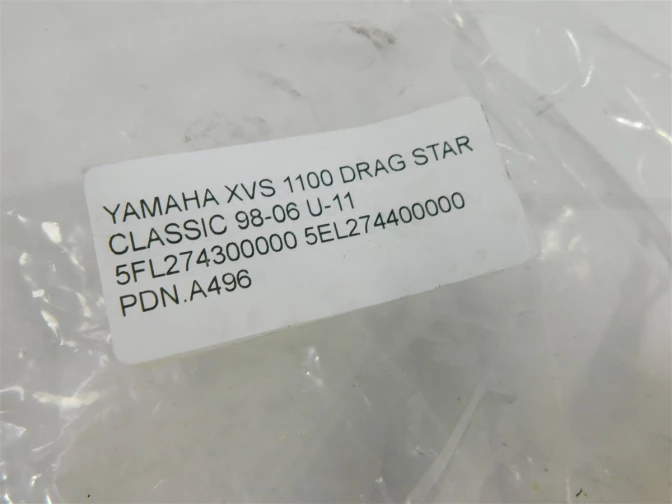 YAMAHA XVS 1100 DRAG STAR
CLASSIC 98-06 U-11
5FL274300000 5EL274400000
PDN.A496